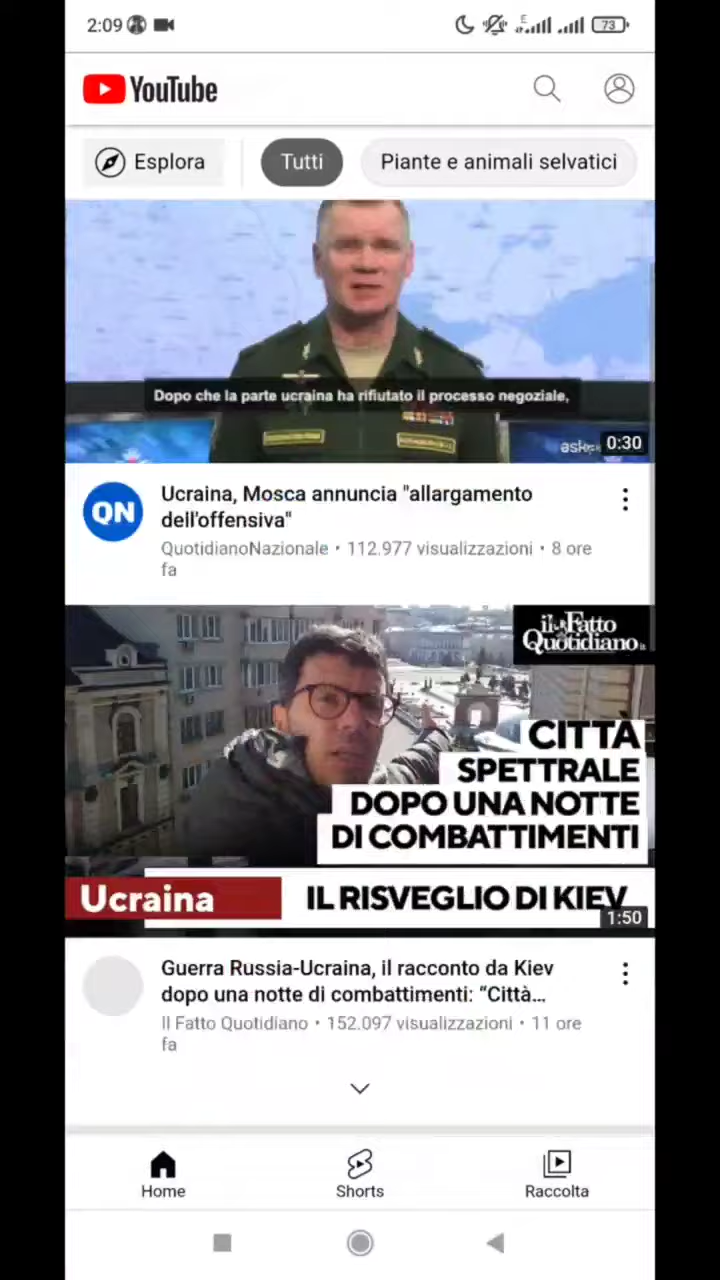 2:09
E
73
YouTube
Esplora
Tutti
Piante e animali selvatici
Dopo che la parte ucraina ha rifiutato il processo negoziale,
0:30
QN
Ucraina, Mosca annuncia "allargamento
dell'offensiva"
QuotidianoNazionale • 112.977 visualizzazioni • 8 ore
fa
il Fatto
Quotidiano.it
CITTÀ
SPETTRALE
DOPO UNA NOTTE
DI COMBATTIMENTI
Ucraina
IL RISVEGLIO DI KIEV
1:50
Guerra Russia-Ucraina, il racconto da Kiev
dopo una notte di combattimenti: “Città...
Il Fatto Quotidiano • 152.097 visualizzazioni • 11 ore
fa
Home
Shorts
Raccolta